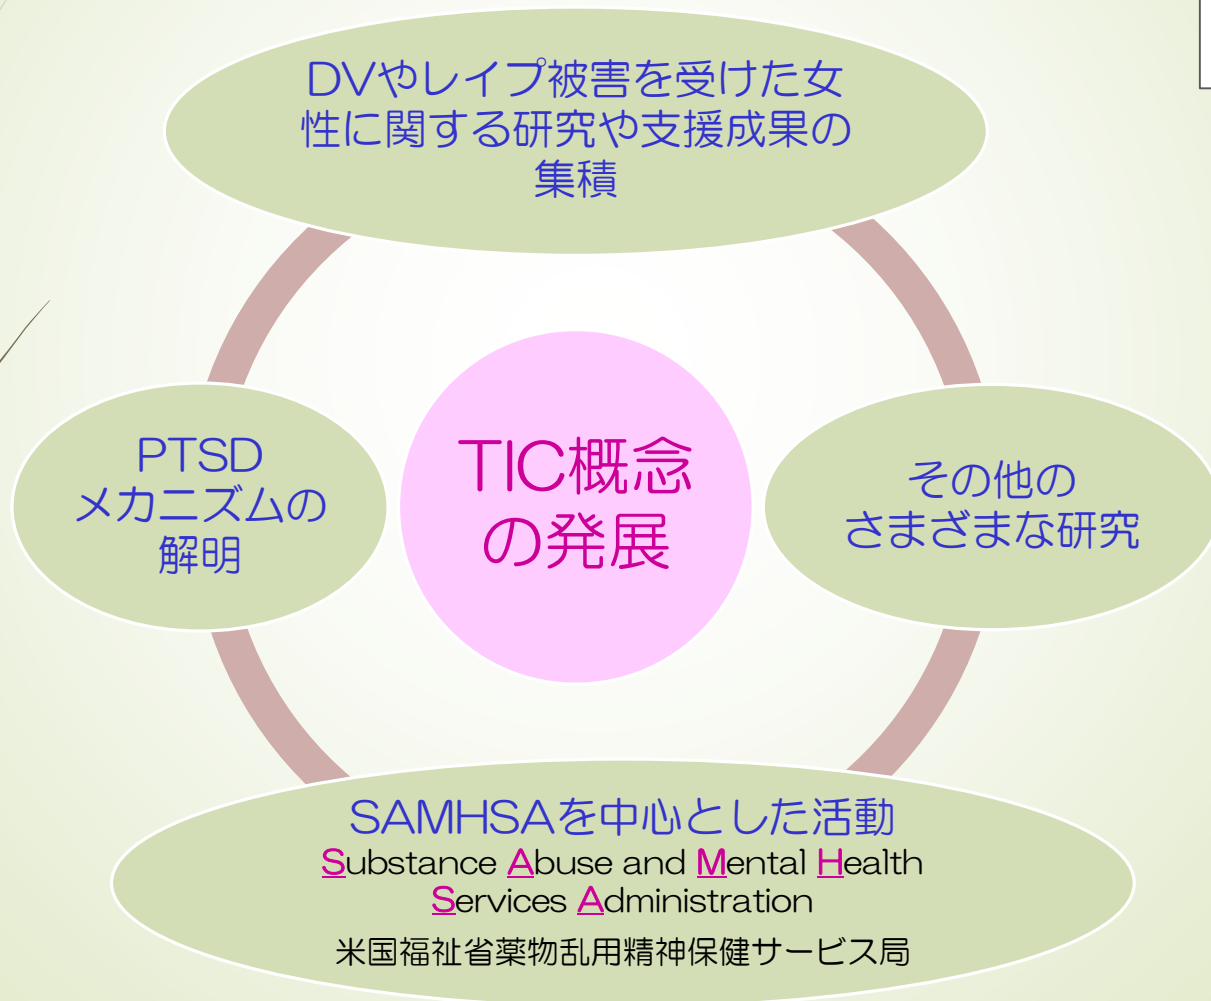 DVやレイプ被害を受けた女
性に関する研究や支援成果の
集積
PTSD
メカニズムの
解明
TIC概念
の発展
その他の
さまざまな研究
SAMHSAを中心とした活動
Substance Abuse and Mental Health
Services Administration
米国福祉省薬物乱用精神保健サービス局